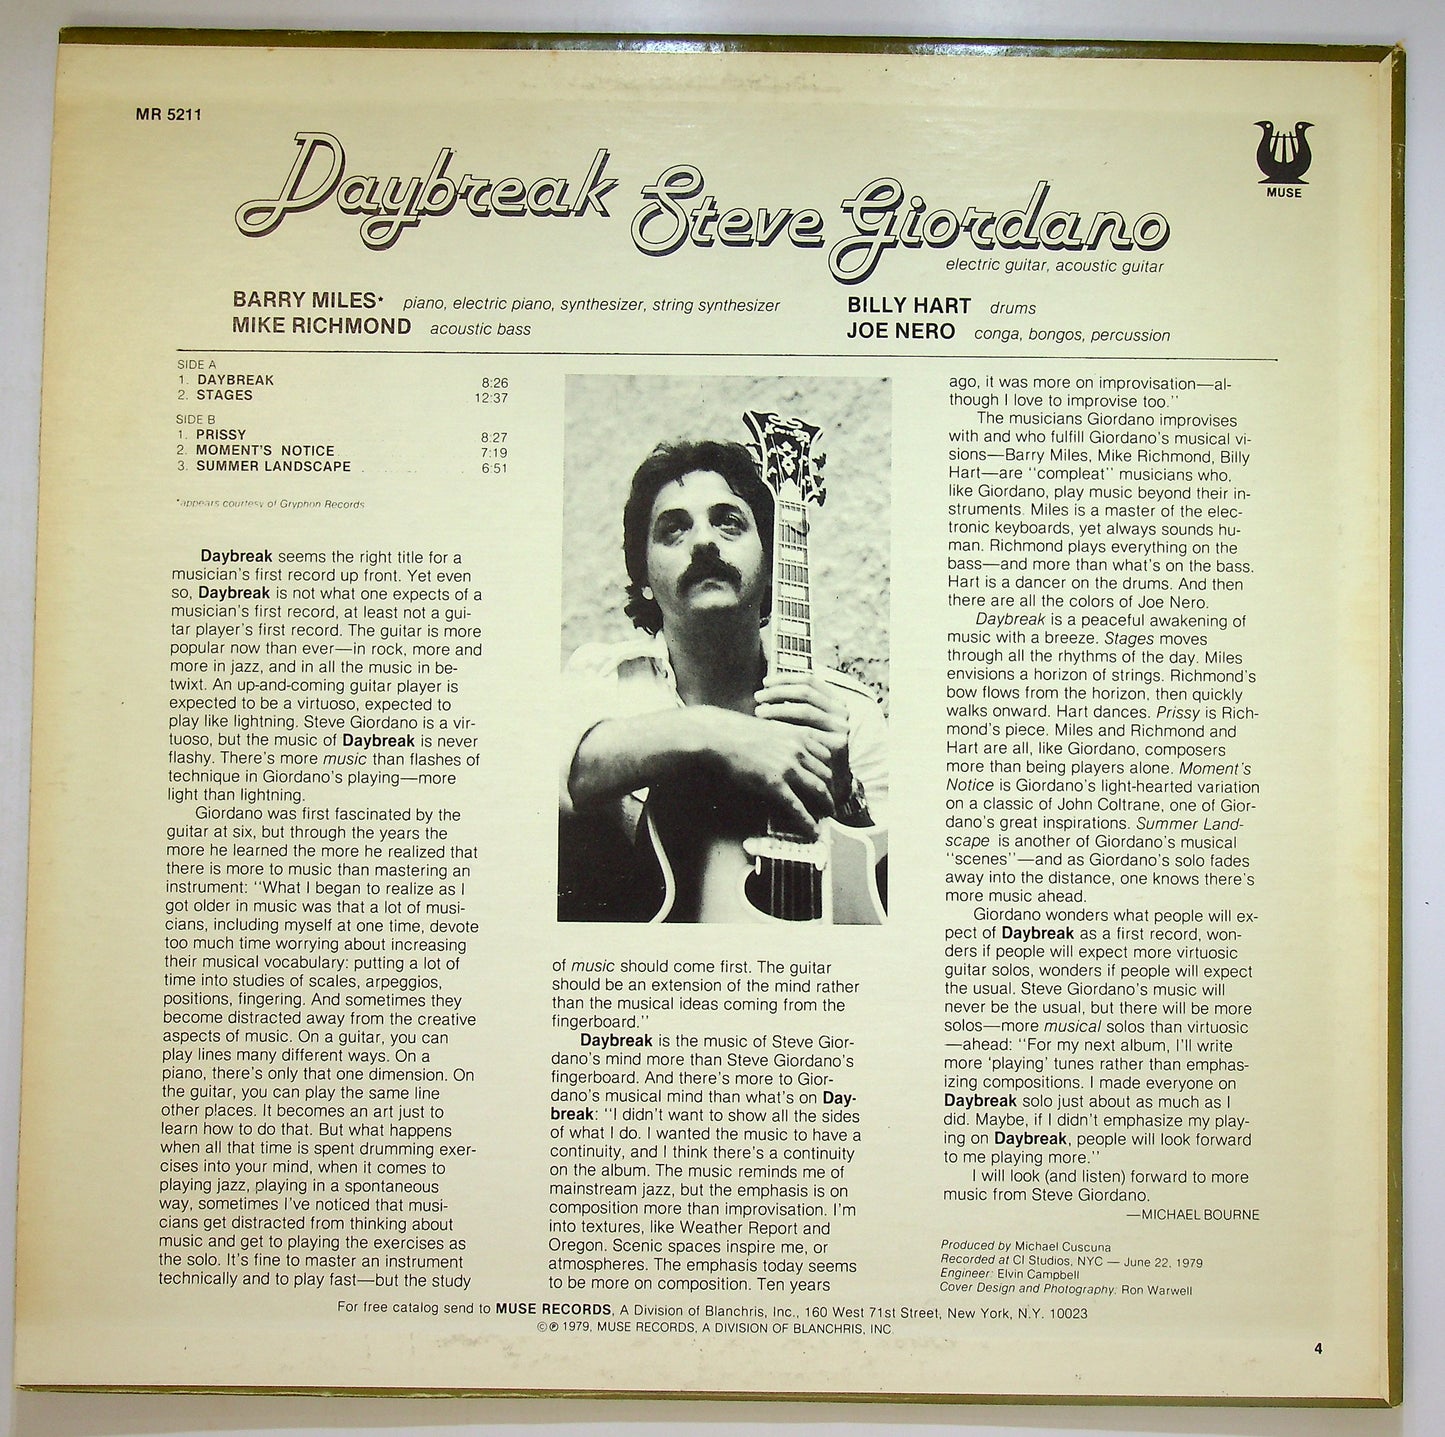 MR 5211
MUSE
Daybreak Steve Giordano
electric guitar, acoustic guitar
BARRY MILES* piano, electric piano, synthesizer, string synthesizer
MIKE RICHMOND acoustic bass
BILLY HART drums
JOE NERO conga, bongos, percussion
SIDE A
1. DAYBREAK 8:26
2. STAGES 12:37
SIDE B
1. PRISSY 8:27
2. MOMENT'S NOTICE 7:19
3. SUMMER LANDSCAPE 6:51
*appears courtesy of Gryphon Records
Daybreak seems the right title for a
musician's first record up front. Yet even
so, Daybreak is not what one expects of a
musician's first record, at least not a gui-
tar player's first record. The guitar is more
popular now than ever—in rock, more and
more in jazz, and in all the music in be-
twixt. An up-and-coming guitar player is
expected to be a virtuoso, expected to
play like lightning. Steve Giordano is a vir-
tuoso, but the music of Daybreak is never
flashy. There's more music than flashes of
technique in Giordano's playing—more
light than lightning.
Giordano was first fascinated by the
guitar at six, but through the years the
more he learned the more he realized that
there is more to music than mastering an
instrument: "What I began to realize as I
got older in music was that a lot of musi-
cians, including myself at one time, devote
too much time worrying about increasing
their musical vocabulary: putting a lot of
time into studies of scales, arpeggios,
positions, fingering. And sometimes they
become distracted away from the creative
aspects of music. On a guitar, you can
play lines many different ways. On a
piano, there's only that one dimension. On
the guitar, you can play the same line
other places. It becomes an art just to
learn how to do that. But what happens
when all that time is spent drumming exer-
cises into your mind, when it comes to
playing jazz, playing in a spontaneous
way, sometimes I've noticed that musi-
cians get distracted from thinking about
music and get to playing the exercises as
the solo. It's fine to master an instrument
technically and to play fast—but the study
of music should come first. The guitar
should be an extension of the mind rather
than the musical ideas coming from the
fingerboard."
Daybreak is the music of Steve Gior-
dano's mind more than Steve Giordano's
fingerboard. And there's more to Gior-
dano's musical mind than what's on Day-
break: "I didn't want to show all the sides
of what I do. I wanted the music to have a
continuity, and I think there's a continuity
on the album. The music reminds me of
mainstream jazz, but the emphasis is on
composition more than improvisation. I'm
into textures, like Weather Report and
Oregon. Scenic spaces inspire me, or
atmospheres. The emphasis today seems
to be more on composition. Ten years
ago, it was more on improvisation—al-
though I love to improvise too."
The musicians Giordano improvises
with and who fulfill Giordano's musical vi-
sions—Barry Miles, Mike Richmond, Billy
Hart—are "compleat" musicians who,
like Giordano, play music beyond their in-
struments. Miles is a master of the elec-
tronic keyboards, yet always sounds hu-
man. Richmond plays everything on the
bass—and more than what's on the bass.
Hart is a dancer on the drums. And then
there are all the colors of Joe Nero.
Daybreak is a peaceful awakening of
music with a breeze. Stages moves
through all the rhythms of the day. Miles
envisions a horizon of strings. Richmond's
bow flows from the horizon, then quickly
walks onward. Hart dances. Prissy is Rich-
mond's piece. Miles and Richmond and
Hart are all, like Giordano, composers
more than being players alone. Moment's
Notice is Giordano's light-hearted variation
on a classic of John Coltrane, one of Gior-
dano's great inspirations. Summer Land-
scape is another of Giordano's musical
"scenes"—and as Giordano's solo fades
away into the distance, one knows there's
more music ahead.
Giordano wonders what people will ex-
pect of Daybreak as a first record, won-
ders if people will expect more virtuosic
guitar solos, wonders if people will expect
the usual. Steve Giordano's music will
never be the usual, but there will be more
solos—more musical solos than virtuosic
—ahead: "For my next album, I'll write
more 'playing' tunes rather than emphas-
izing compositions. I made everyone on
Daybreak solo just about as much as I
did. Maybe, if I didn't emphasize my play-
ing on Daybreak, people will look forward
to me playing more."
I will look (and listen) forward to more
music from Steve Giordano.
—MICHAEL BOURNE
Produced by Michael Cuscuna
Recorded at CI Studios, NYC — June 22, 1979
Engineer: Elvin Campbell
Cover Design and Photography: Ron Warwell
For free catalog send to MUSE RECORDS, A Division of Blanchris, Inc., 160 West 71st Street, New York, N.Y. 10023
©℗ 1979, MUSE RECORDS, A DIVISION OF BLANCHRIS, INC.
4